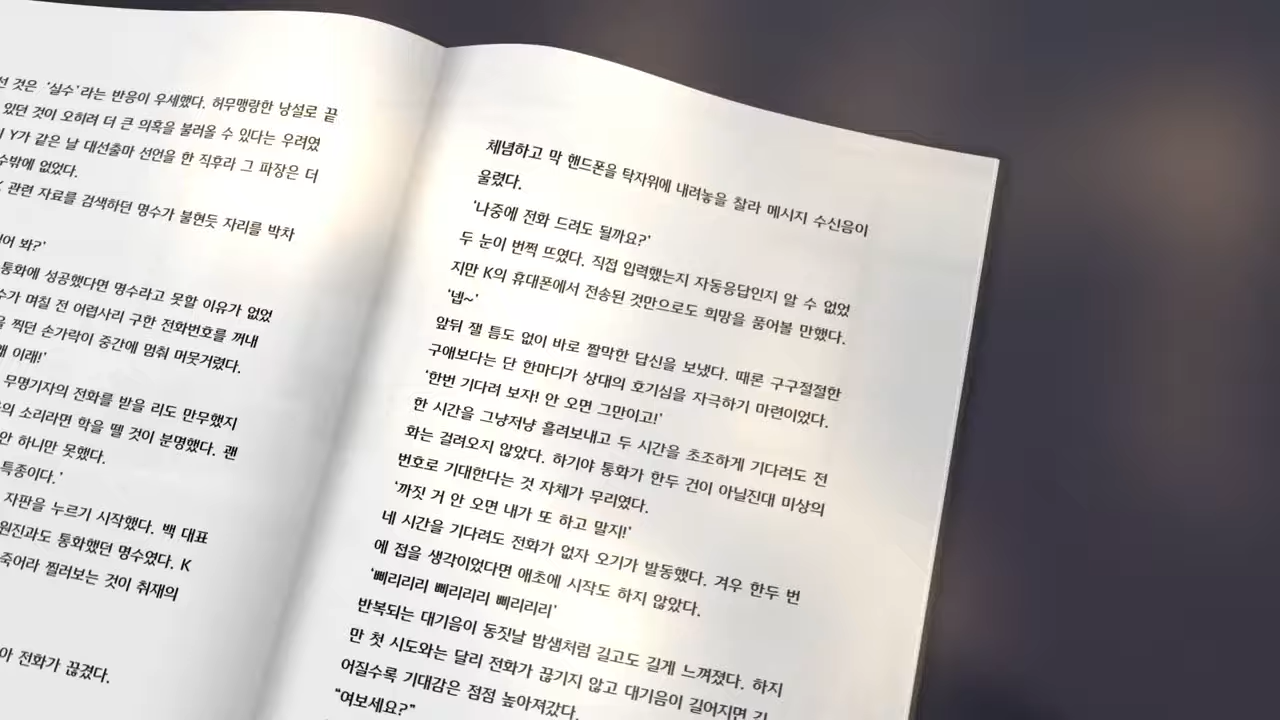 선 것은 '실수'라는 반응이 우세했다. 허무맹랑한 낭설로 끝
있던 것이 오히려 더 큰 의혹을 불러올 수 있다는 우려였
Y가 같은 날 대선출마 선언을 한 직후라 그 파장은 더
수밖에 없었다.
관련 자료를 검색하던 명수가 불현듯 자리를 박차
봐?'
통화에 성공했다면 명수라고 못할 이유가 없었
며칠 전 어렵사리 구한 전화번호를 꺼내
찍던 손가락이 중간에 멈춰 머뭇거렸다.
이래!'
무명기자의 전화를 받을 리도 만무했지
소리라면 학을 뗄 것이 분명했다. 괜
안 하니만 못했다.
특종이다.'
자판을 누르기 시작했다. 백 대표
통화했던 명수였다. K
죽어라 찔러보는 것이 취재의
전화가 끊겼다.
체념하고 막 핸드폰을 탁자위에 내려놓을 찰라 메시지 수신음이
울렸다.
'나중에 전화 드려도 될까요?'
두 눈이 번쩍 뜨였다. 직접 입력했는지 자동응답인지 알 수 없었
지만 K의 휴대폰에서 전송된 것만으로도 희망을 품어볼 만했다.
'넵~'
앞뒤 잴 틈도 없이 바로 짤막한 답신을 보냈다. 때론 구구절절한
구애보다는 단 한마디가 상대의 호기심을 자극하기 마련이었다.
'한번 기다려 보자! 안 오면 그만이고!'
한 시간을 그냥저냥 흘려보내고 두 시간을 초조하게 기다려도 전
화는 걸려오지 않았다. 하기야 통화가 한두 건이 아닐진대 미상의
번호로 기대한다는 것 자체가 무리였다.
'까짓 거 안 오면 내가 또 하고 말지!'
네 시간을 기다려도 전화가 없자 오기가 발동했다. 겨우 한두 번
에 접을 생각이었다면 애초에 시작도 하지 않았다.
'삐리리리 삐리리리 삐리리리'
반복되는 대기음이 동짓날 밤샘처럼 길고도 길게 느껴졌다. 하지
만 첫 시도와는 달리 전화가 끊기지 않고 대기음이 길어지면
어질수록 기대감은 점점 높아져갔다.
"여보세요?"